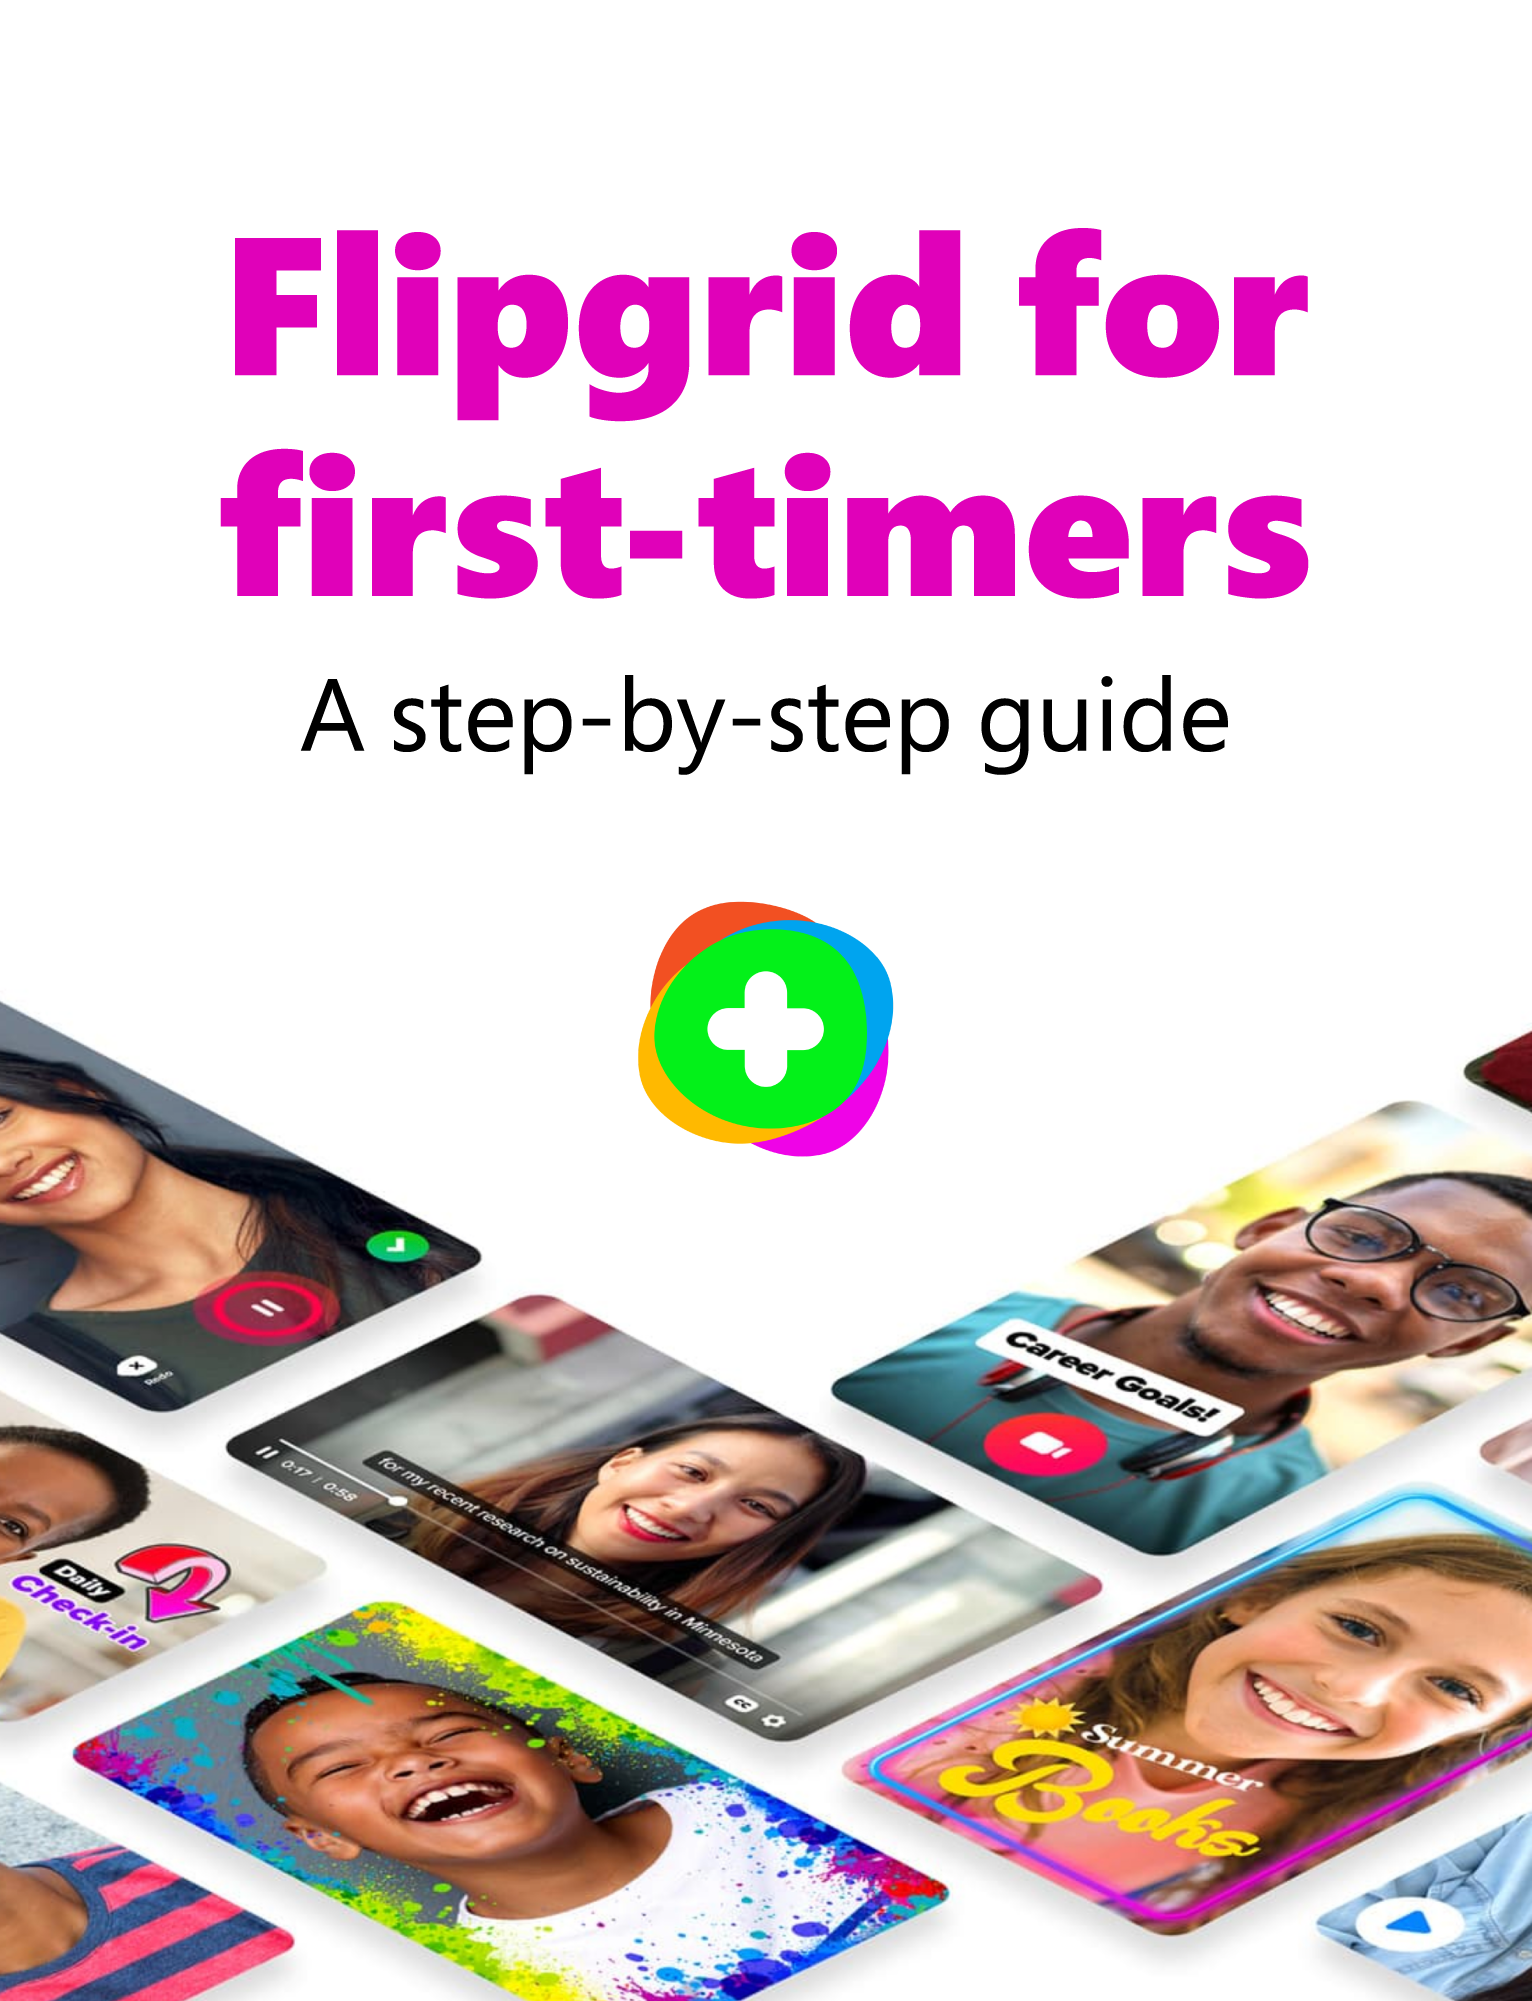 Flipgrid for
first-timers
A step-by-step guide
Redo
Career Goals!
0:17 | 0:58
for my recent research on sustainability in Minnesota
CC
Daily
Check-in
Summer
Books